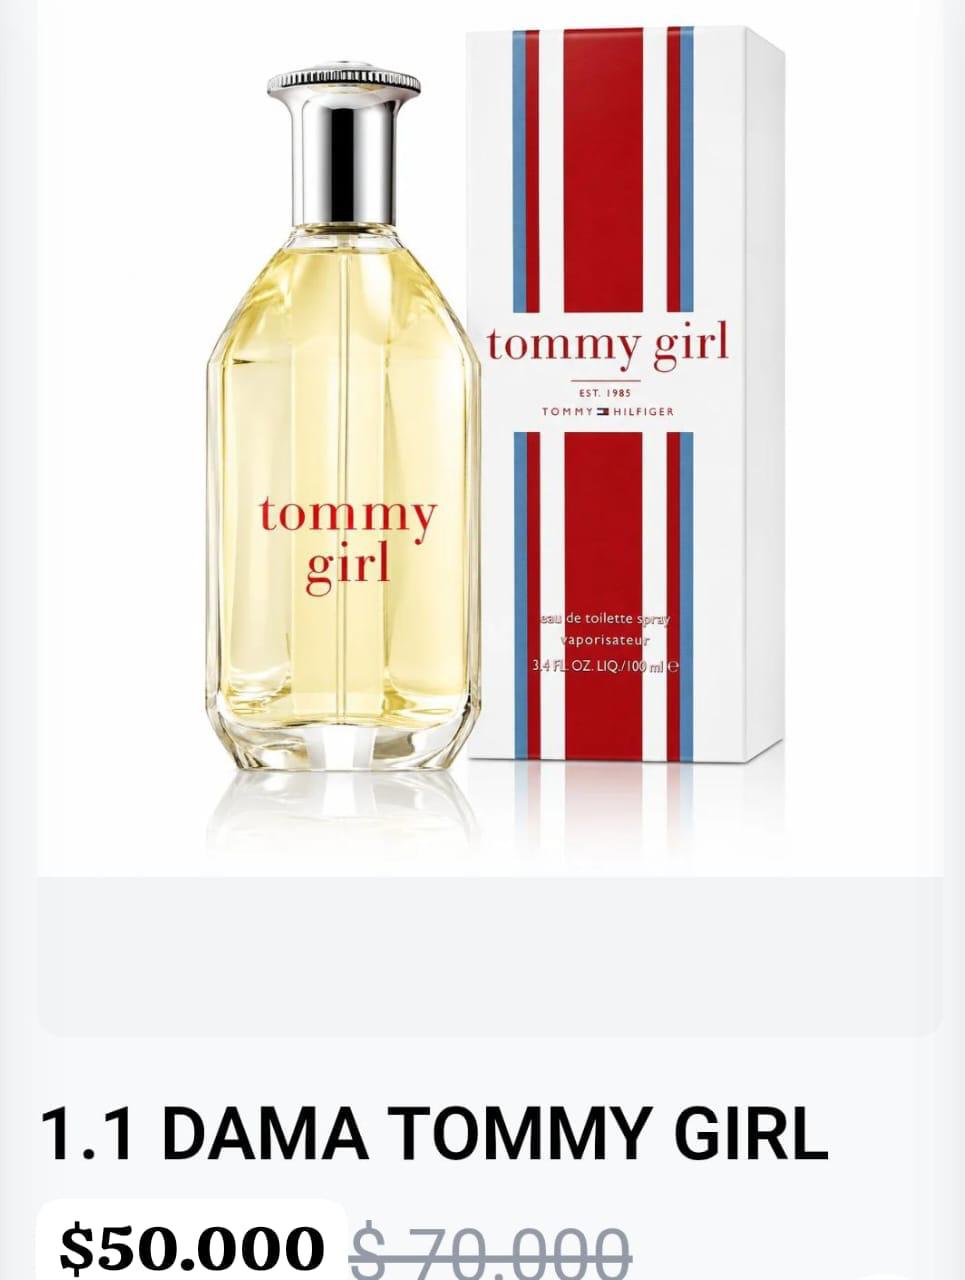 tommy girl
EST. 1985
TOMMY HILFIGER
tommy
girl
eau de toilette spray
vaporisateur
3.4 FL. OZ. LIQ./100 ml ℮
1.1 DAMA TOMMY GIRL
$50.000 $ 70.000